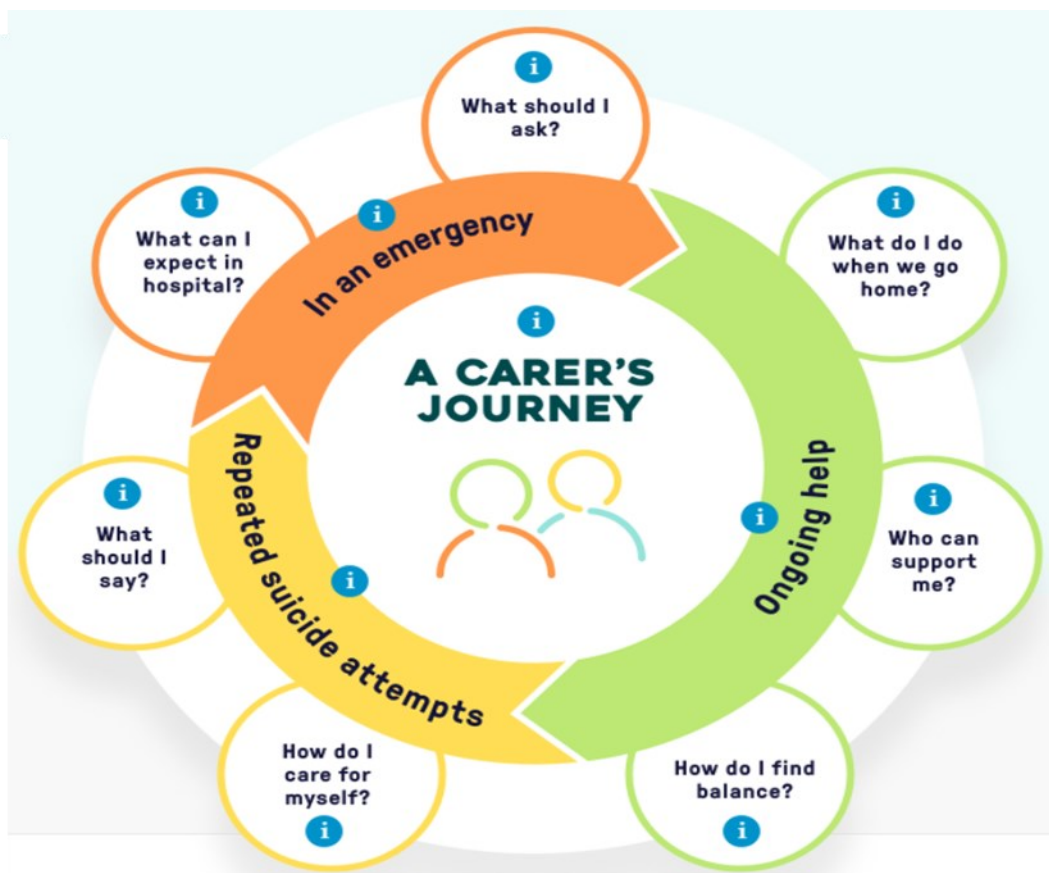 What should I
ask?
What can I
expect in
hospital?
In an emergency
What do I do
when we go
home?
A CARER'S
JOURNEY
Repeated suicide attempts
Ongoing help
What
should I
say?
Who can
support
me?
How do I
care for
myself?
How do I find
balance?
i
i
i
i
i
i
i
i
i
i
i